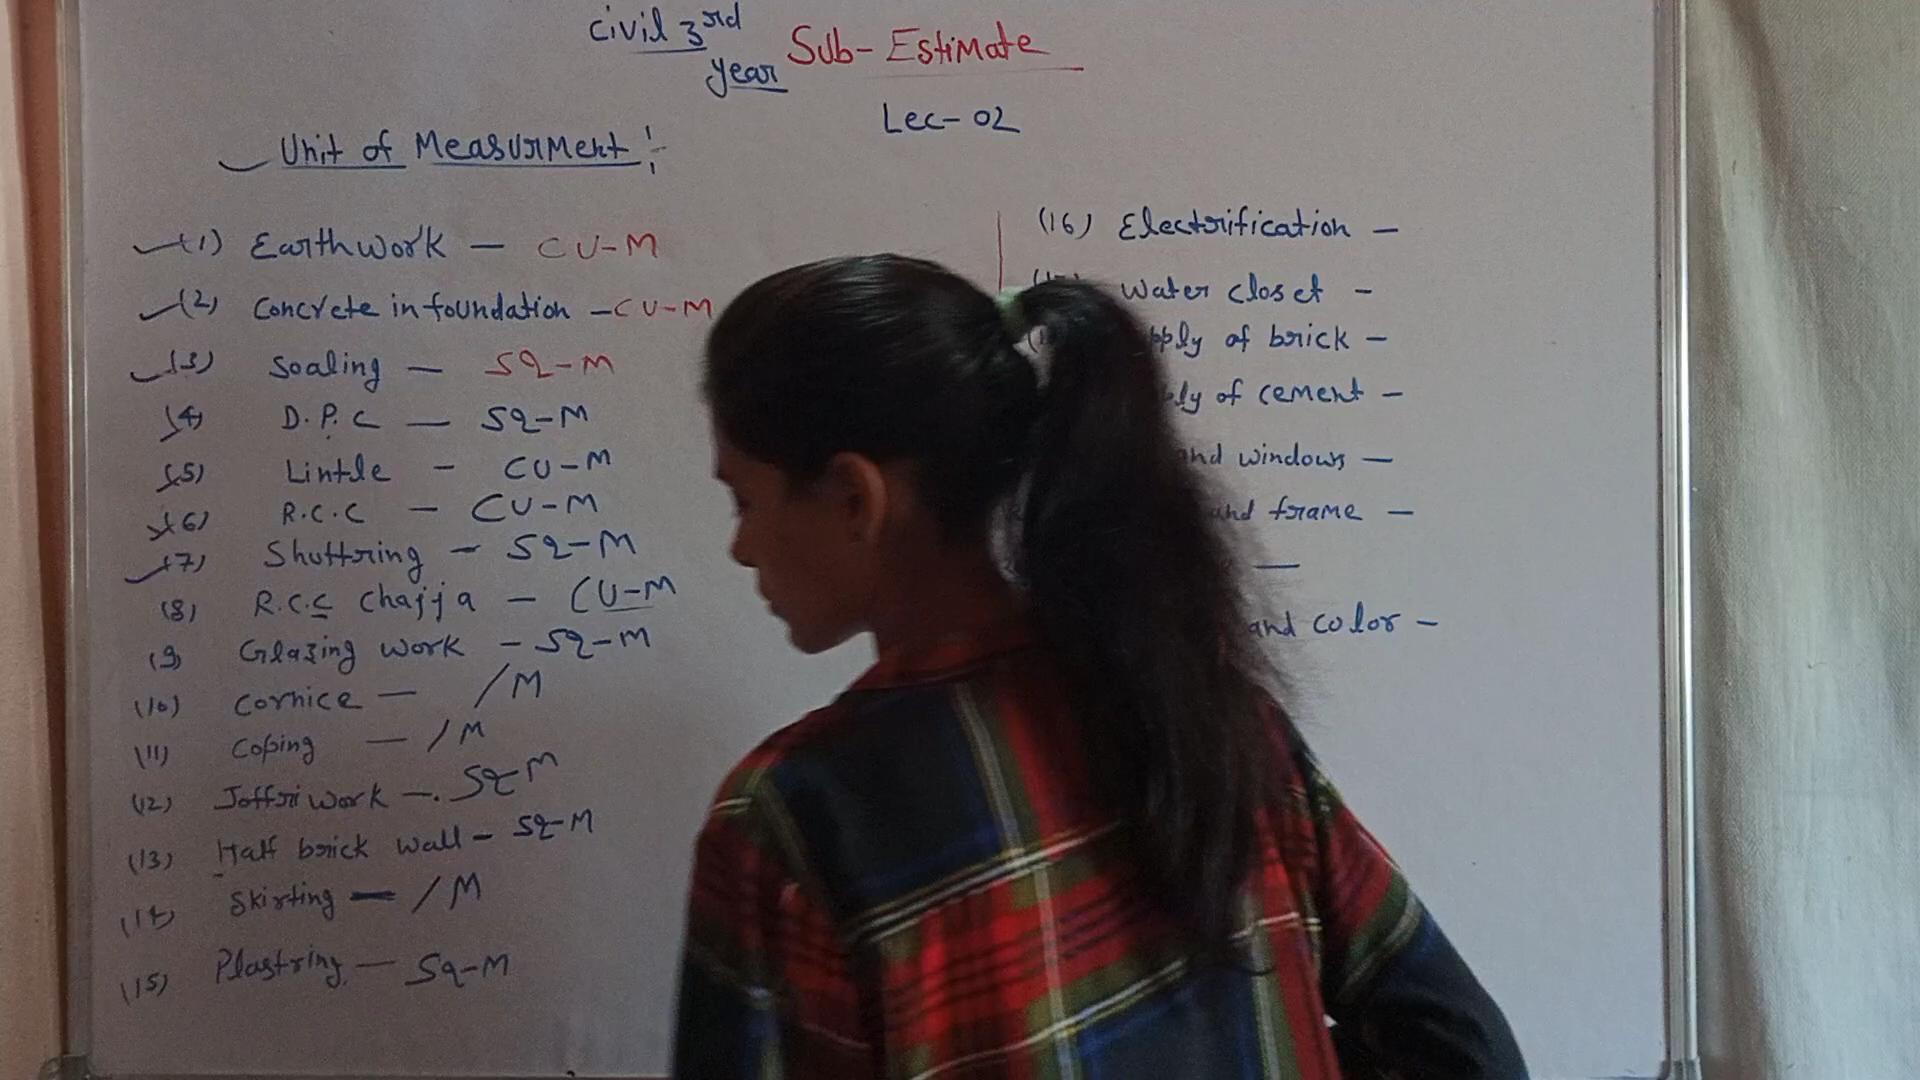 Civil 3rd
year
Sub- Estimate
Lec- 02
Unit of Measurment :-
(1) Earthwork — CU-M
(2) Concrete in foundation — CU-M
(3) Soaling — SQ-M
(4) D.P.C — SQ-M
(5) Lintle - CU-M
(6) R.C.C - CU-M
(7) Shuttring - SQ-M
(8) R.C.C Chajja - CU-M
(9) Glazing work - SQ-M
(10) Cornice — /M
(11) Coping — /M
(12) Joffri work -. SQ M
(13) Half brick wall - SQ-M
(14) Skirting — /M
(15) Plastring — Sq-M
(16) Electrification —
Water closet -
of brick -
of cement -
and windows —
and frame -
—
and color -